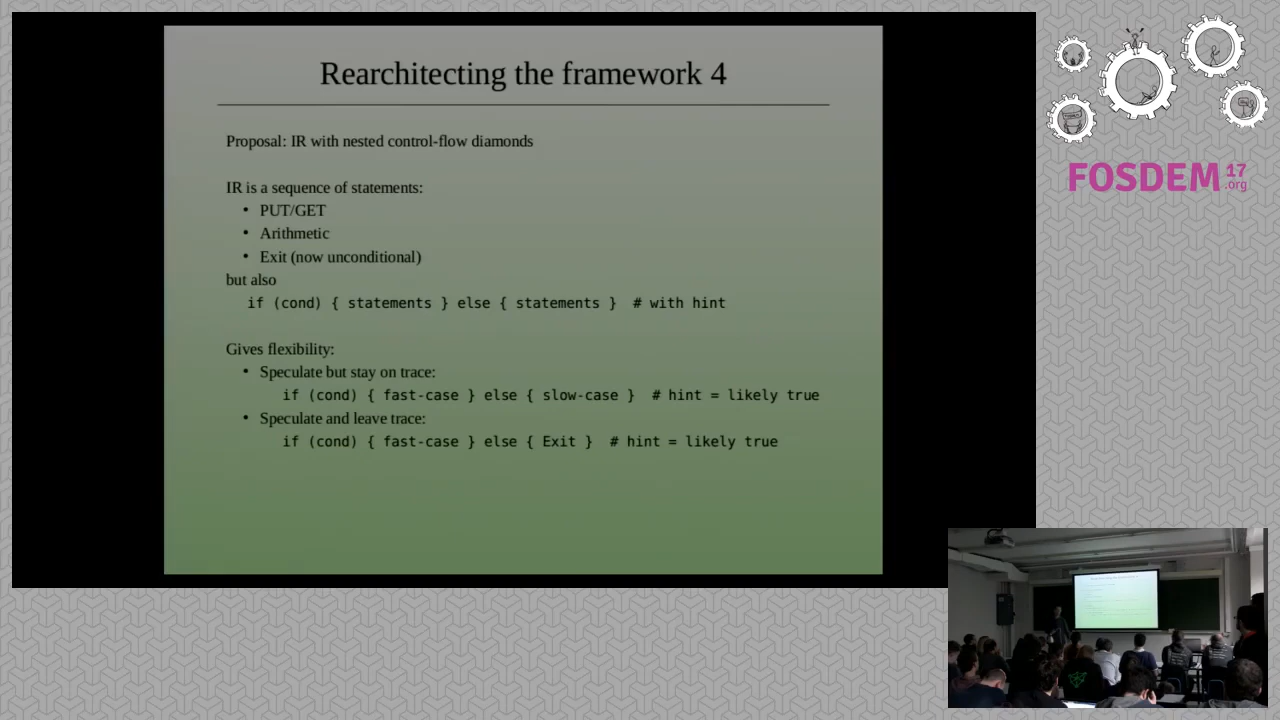 Rearchitecting the framework 4
Proposal: IR with nested control-flow diamonds
IR is a sequence of statements:
• PUT/GET
• Arithmetic
• Exit (now unconditional)
but also
if (cond) { statements } else { statements }  # with hint
Gives flexibility:
• Speculate but stay on trace:
if (cond) { fast-case } else { slow-case }  # hint = likely true
• Speculate and leave trace:
if (cond) { fast-case } else { Exit }  # hint = likely true
FOSDEM 17
.org